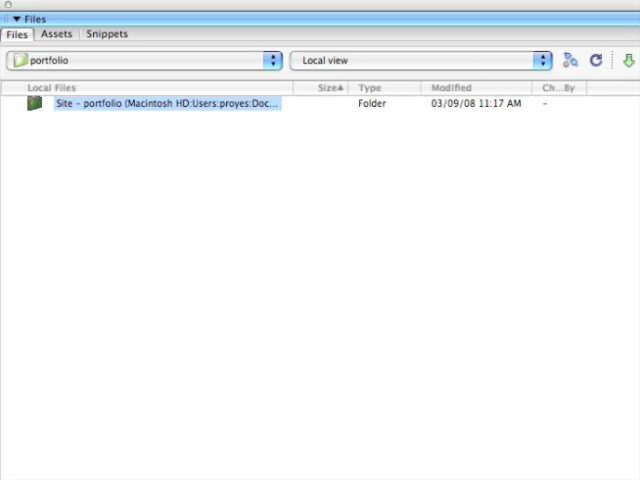 Files
Files Assets Snippets
portfolio Local view
Local Files Size Type Modified Ch...By
Site – portfolio (Macintosh HD:Users:proyes:Doc... Folder 03/09/08 11:17 AM –